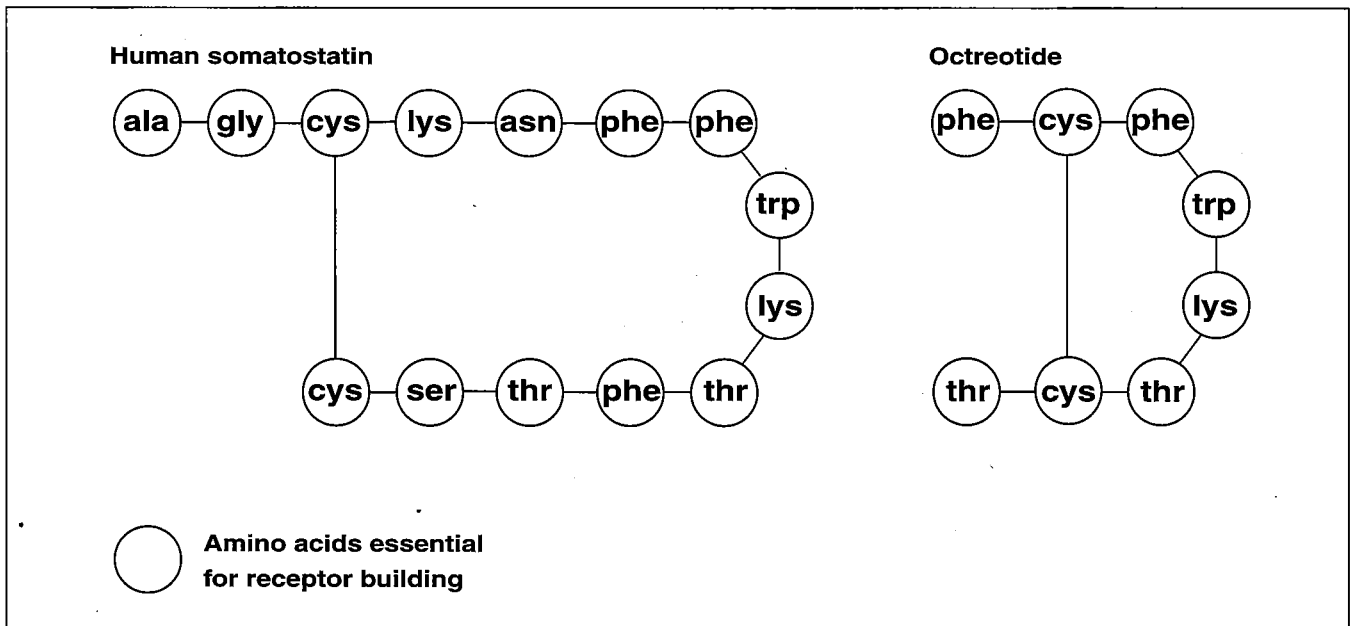 Human somatostatin
ala gly cys lys asn phe phe
trp
lys
cys ser thr phe thr
Octreotide
phe cys phe
trp
lys
thr cys thr
Amino acids essential
for receptor building